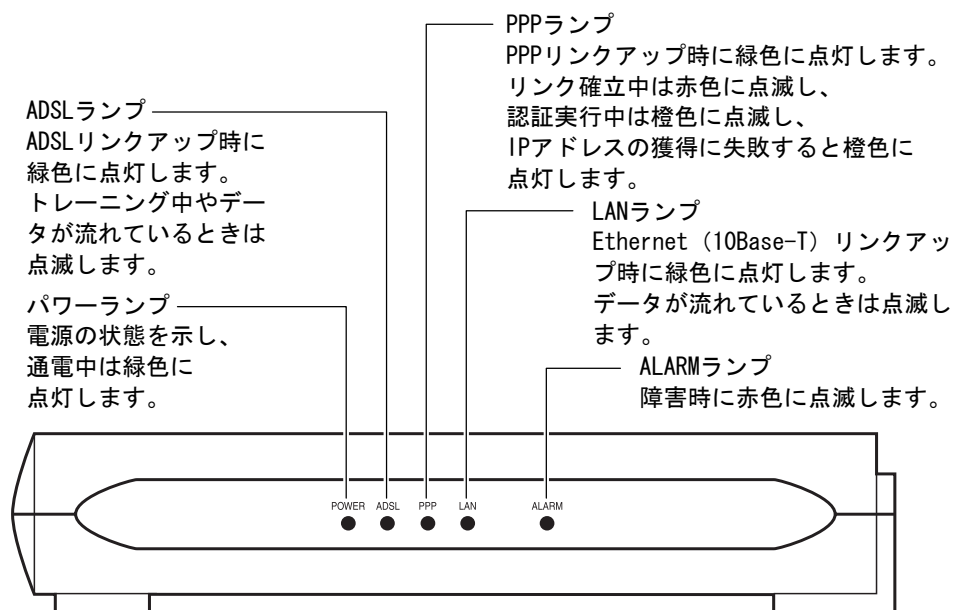 PPPランプ
PPPリンクアップ時に緑色に点灯します。
リンク確立中は赤色に点滅し、
認証実行中は橙色に点滅し、
IPアドレスの獲得に失敗すると橙色に
点灯します。
ADSLランプ
ADSLリンクアップ時に
緑色に点灯します。
トレーニング中やデー
タが流れているときは
点滅します。
LANランプ
Ethernet（10Base-T）リンクアッ
プ時に緑色に点灯します。
データが流れているときは点滅し
ます。
パワーランプ
電源の状態を示し、
通電中は緑色に
点灯します。
ALARMランプ
障害時に赤色に点滅します。
POWER ADSL PPP LAN ALARM